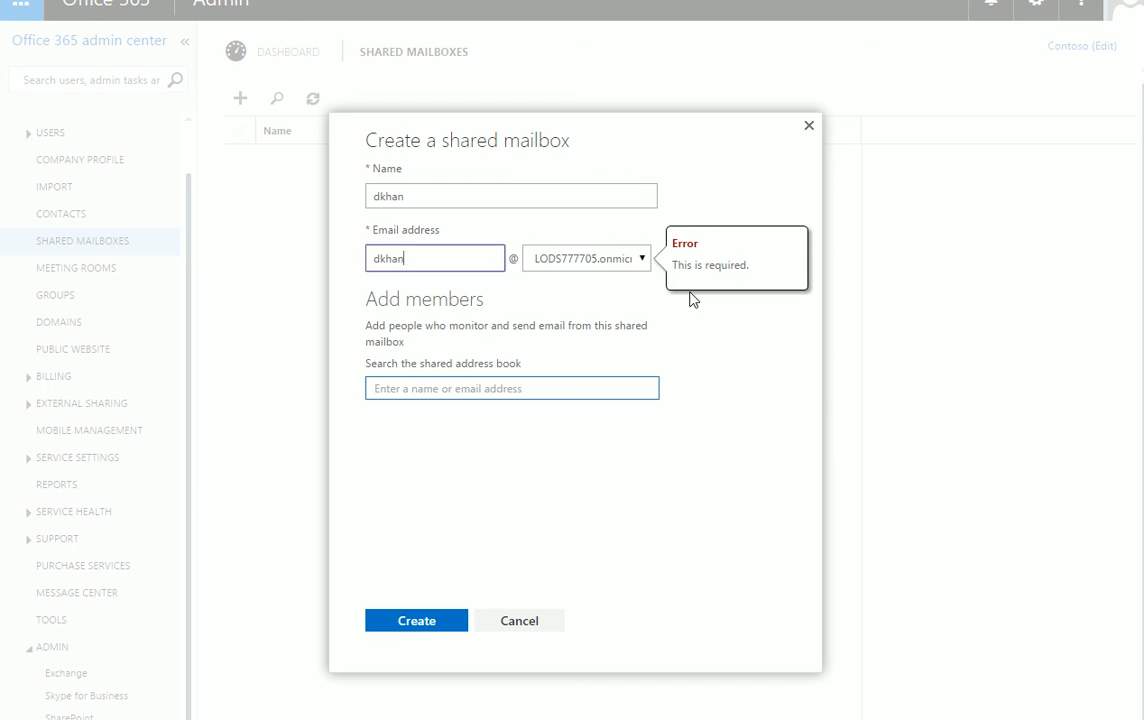 Office 365
Admin
Office 365 admin center «
DASHBOARD
SHARED MAILBOXES
Contoso (Edit)
Search users, admin tasks ar
Name
USERS
COMPANY PROFILE
IMPORT
CONTACTS
SHARED MAILBOXES
MEETING ROOMS
GROUPS
DOMAINS
PUBLIC WEBSITE
BILLING
EXTERNAL SHARING
MOBILE MANAGEMENT
SERVICE SETTINGS
REPORTS
SERVICE HEALTH
SUPPORT
PURCHASE SERVICES
MESSAGE CENTER
TOOLS
ADMIN
Exchange
Skype for Business
SharePoint
Create a shared mailbox
* Name
dkhan
* Email address
dkhan @ LODS777705.onmicr
Error
This is required.
Add members
Add people who monitor and send email from this shared
mailbox
Search the shared address book
Enter a name or email address
Create
Cancel